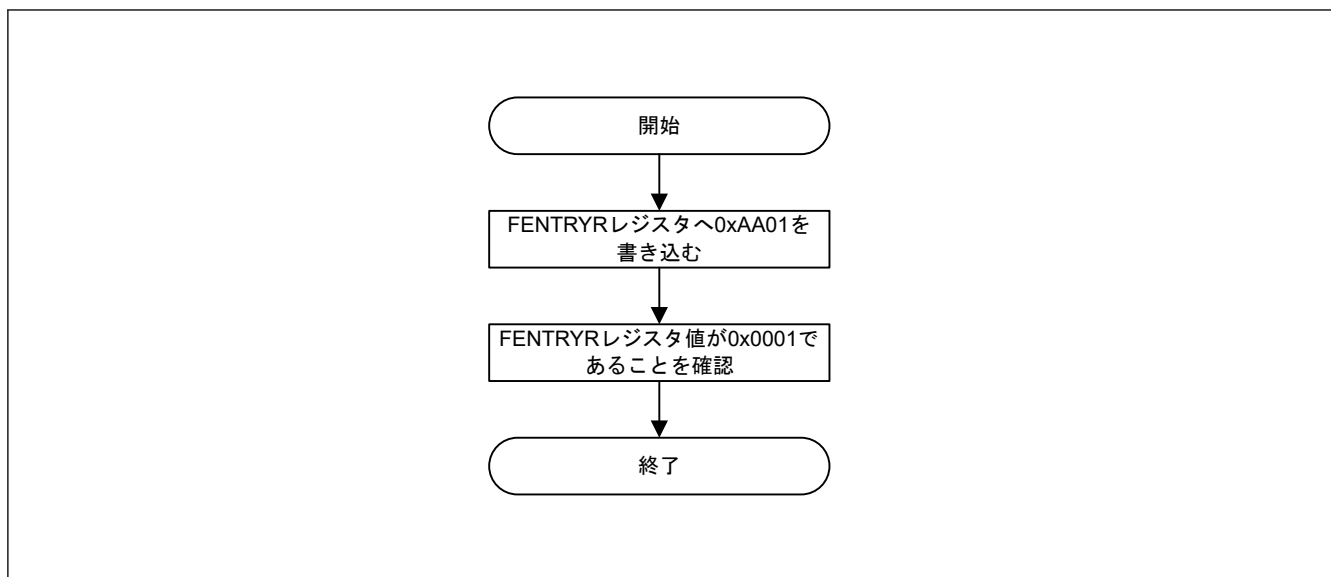 開始
FENTRYRレジスタへ0xAA01を
書き込む
FENTRYRレジスタ値が0x0001で
あることを確認
終了